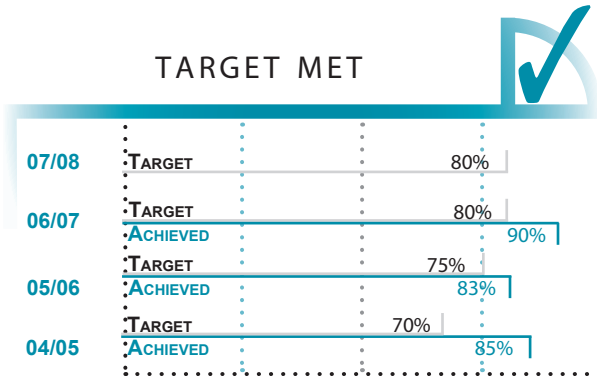 TARGET MET
07/08 TARGET 80%
06/07 TARGET 80%
ACHIEVED 90%
05/06 TARGET 75%
ACHIEVED 83%
04/05 TARGET 70%
ACHIEVED 85%